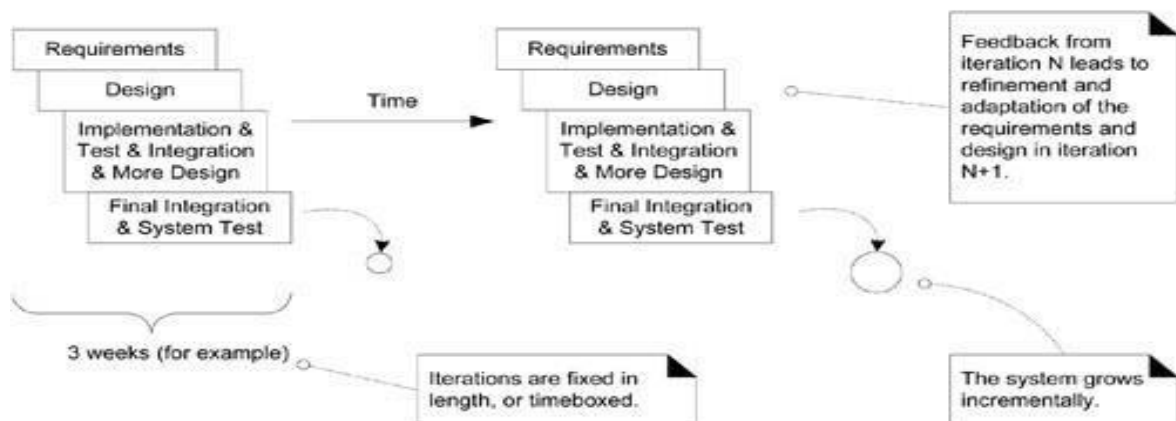 Requirements
Design
Implementation &
Test & Integration
& More Design
Final Integration
& System Test
Time
Requirements
Design
Implementation &
Test & Integration
& More Design
Final Integration
& System Test
Feedback from
iteration N leads to
refinement and
adaptation of the
requirements and
design in iteration
N+1.
3 weeks (for example)
Iterations are fixed in
length, or timeboxed.
The system grows
incrementally.